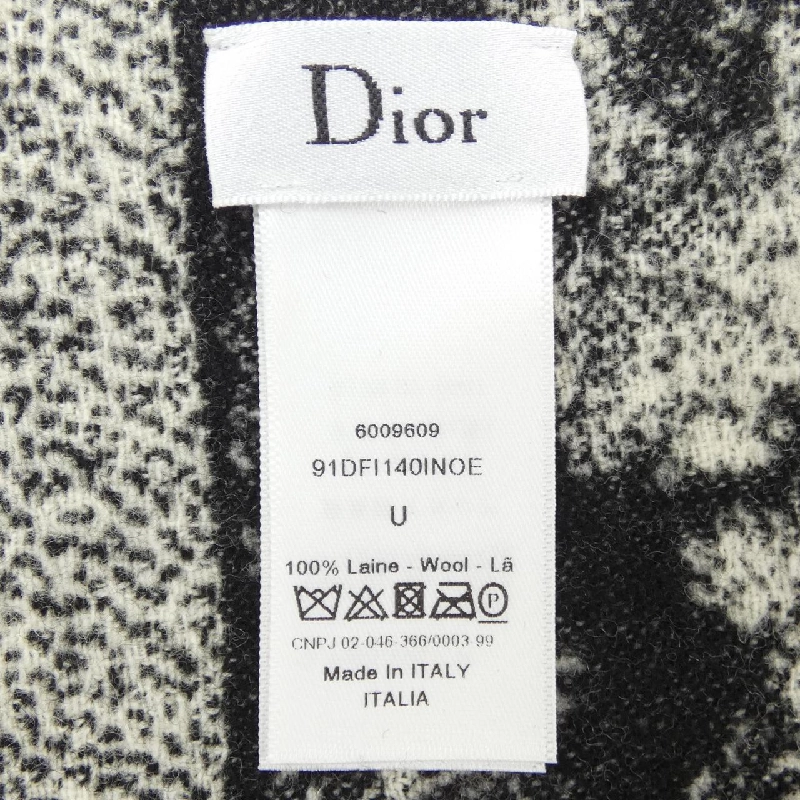 Dior
6009609
91DFI140INOE
U
100% Laine - Wool - Lã
P
CNPJ 02-046-366/0003-99
Made In ITALY
ITALIA